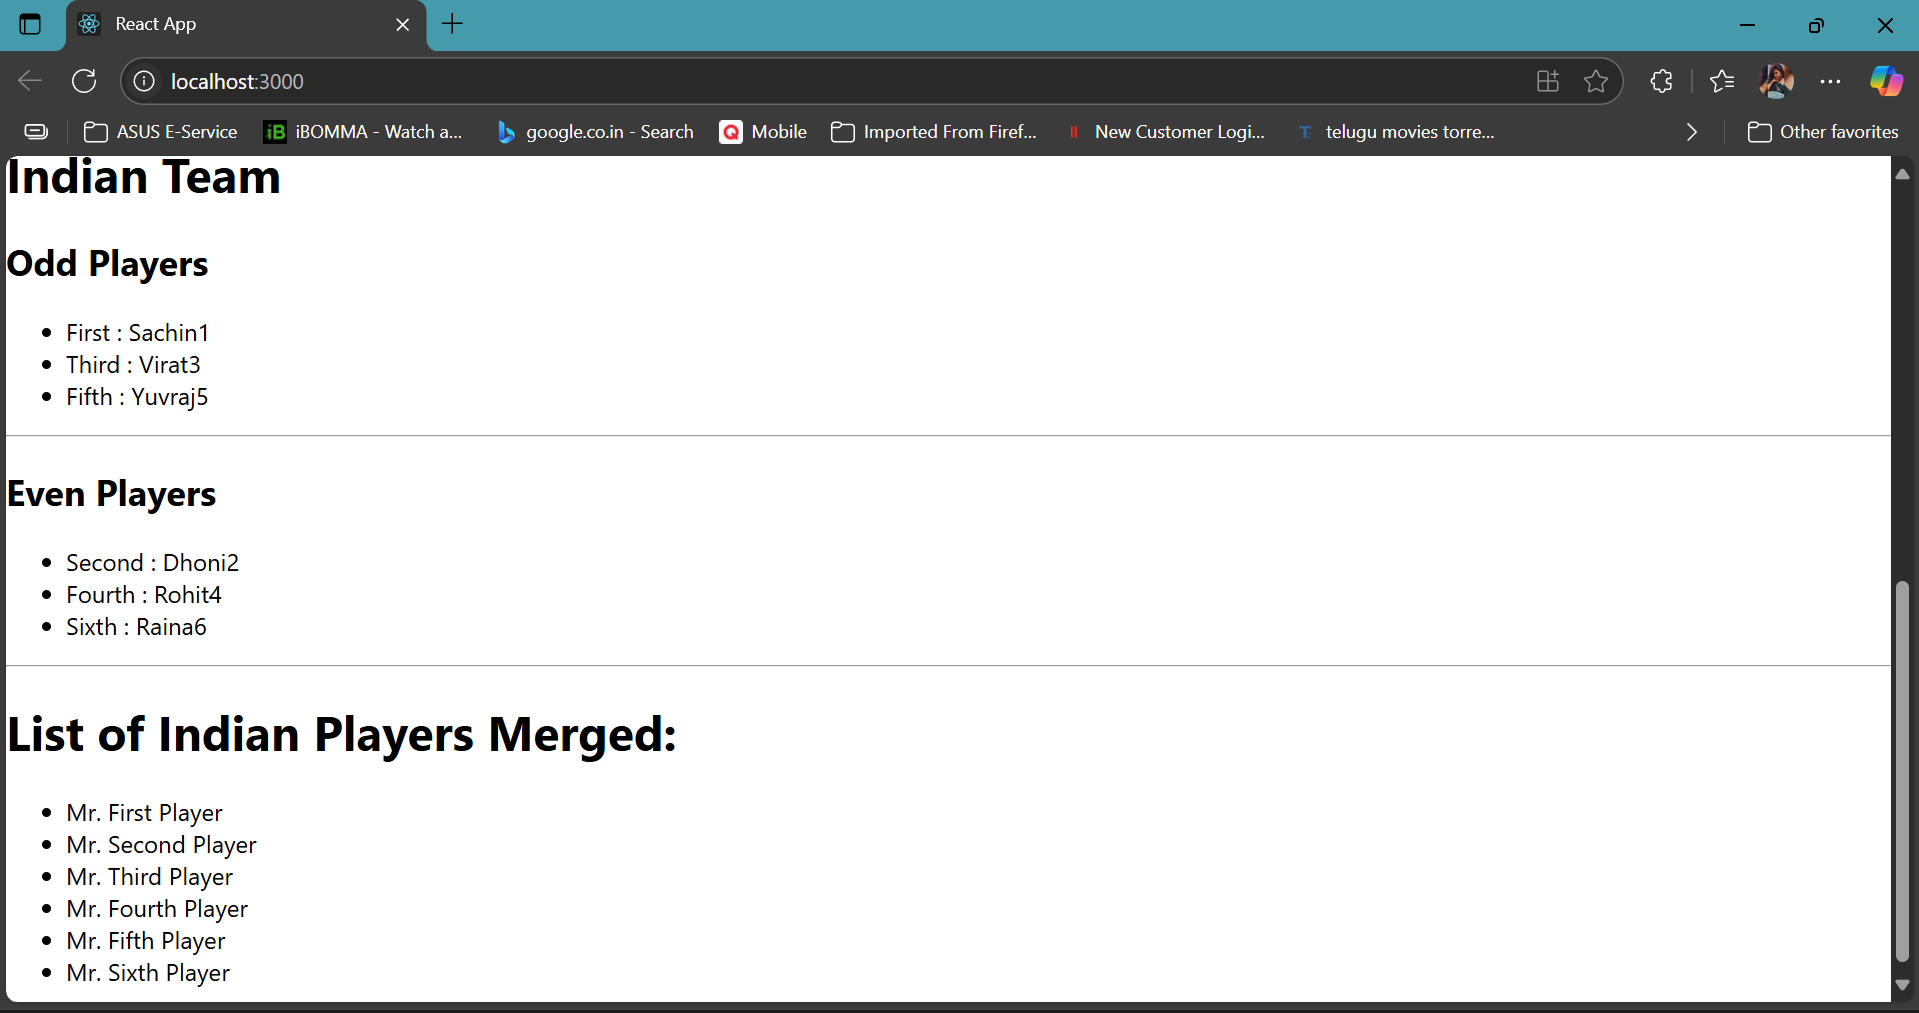 React App
localhost:3000
ASUS E-Service
iB iBOMMA - Watch a...
google.co.in - Search
Q Mobile
Imported From Firef...
New Customer Logi...
T. telugu movies torre...
Other favorites
Indian Team
Odd Players
First : Sachin1
Third : Virat3
Fifth : Yuvraj5
Even Players
Second : Dhoni2
Fourth : Rohit4
Sixth : Raina6
List of Indian Players Merged:
Mr. First Player
Mr. Second Player
Mr. Third Player
Mr. Fourth Player
Mr. Fifth Player
Mr. Sixth Player